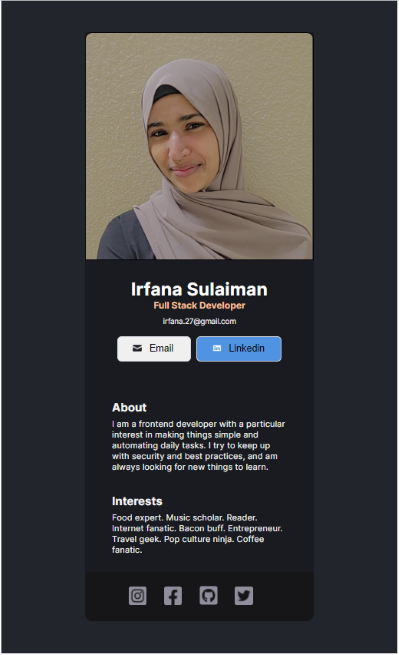 Irfana Sulaiman
Full Stack Developer
irfana.27@gmail.com
Email
Linkedin
About
I am a frontend developer with a particular
interest in making things simple and
automating daily tasks. I try to keep up
with security and best practices, and am
always looking for new things to learn.
Interests
Food expert. Music scholar. Reader.
Internet fanatic. Bacon buff. Entrepreneur.
Travel geek. Pop culture ninja. Coffee
fanatic.